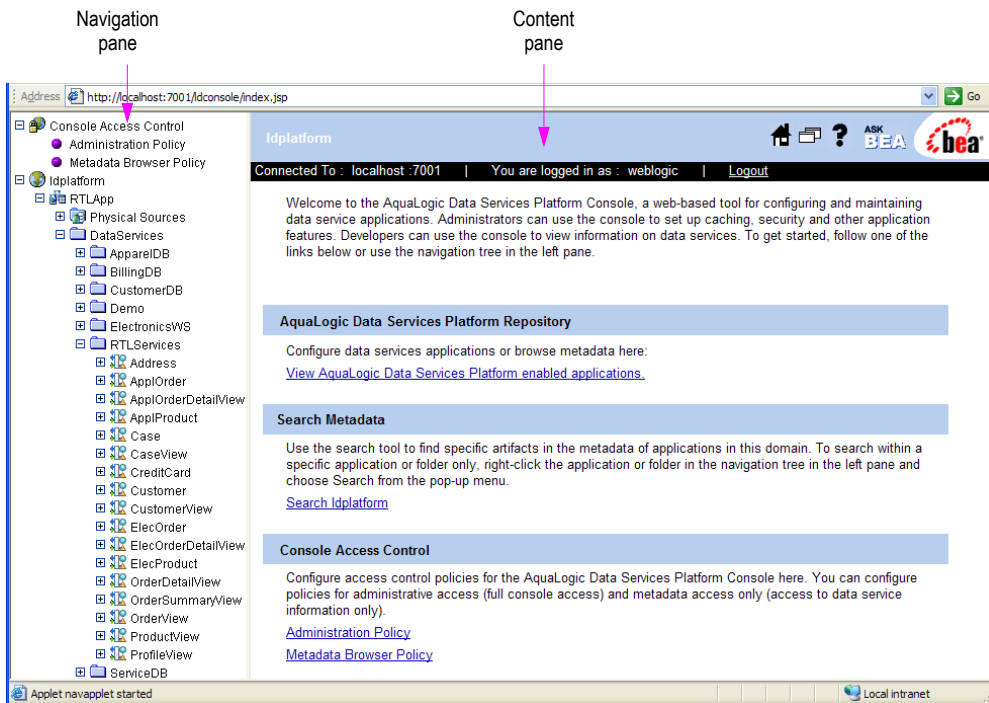 Navigation
pane
Content
pane
Address http://localhost:7001/ldconsole/index.jsp Go
Console Access Control
Administration Policy
Metadata Browser Policy
ldplatform
RTLApp
Physical Sources
DataServices
ApparelDB
BillingDB
CustomerDB
Demo
ElectronicsWS
RTLServices
Address
ApplOrder
ApplOrderDetailView
ApplProduct
Case
CaseView
CreditCard
Customer
CustomerView
ElecOrder
ElecOrderDetailView
ElecProduct
OrderDetailView
OrderSummaryView
OrderView
ProductView
ProfileView
ServiceDB
ldplatform
? ASK BEA bea
Connected To : localhost :7001 | You are logged in as : weblogic | Logout
Welcome to the AquaLogic Data Services Platform Console, a web-based tool for configuring and maintaining
data service applications. Administrators can use the console to set up caching, security and other application
features. Developers can use the console to view information on data services. To get started, follow one of the
links below or use the navigation tree in the left pane.
AquaLogic Data Services Platform Repository
Configure data services applications or browse metadata here:
View AquaLogic Data Services Platform enabled applications.
Search Metadata
Use the search tool to find specific artifacts in the metadata of applications in this domain. To search within a
specific application or folder only, right-click the application or folder in the navigation tree in the left pane and
choose Search from the pop-up menu.
Search ldplatform
Console Access Control
Configure access control policies for the AquaLogic Data Services Platform Console here. You can configure
policies for administrative access (full console access) and metadata access only (access to data service
information only).
Administration Policy
Metadata Browser Policy
Applet navapplet started
Local intranet